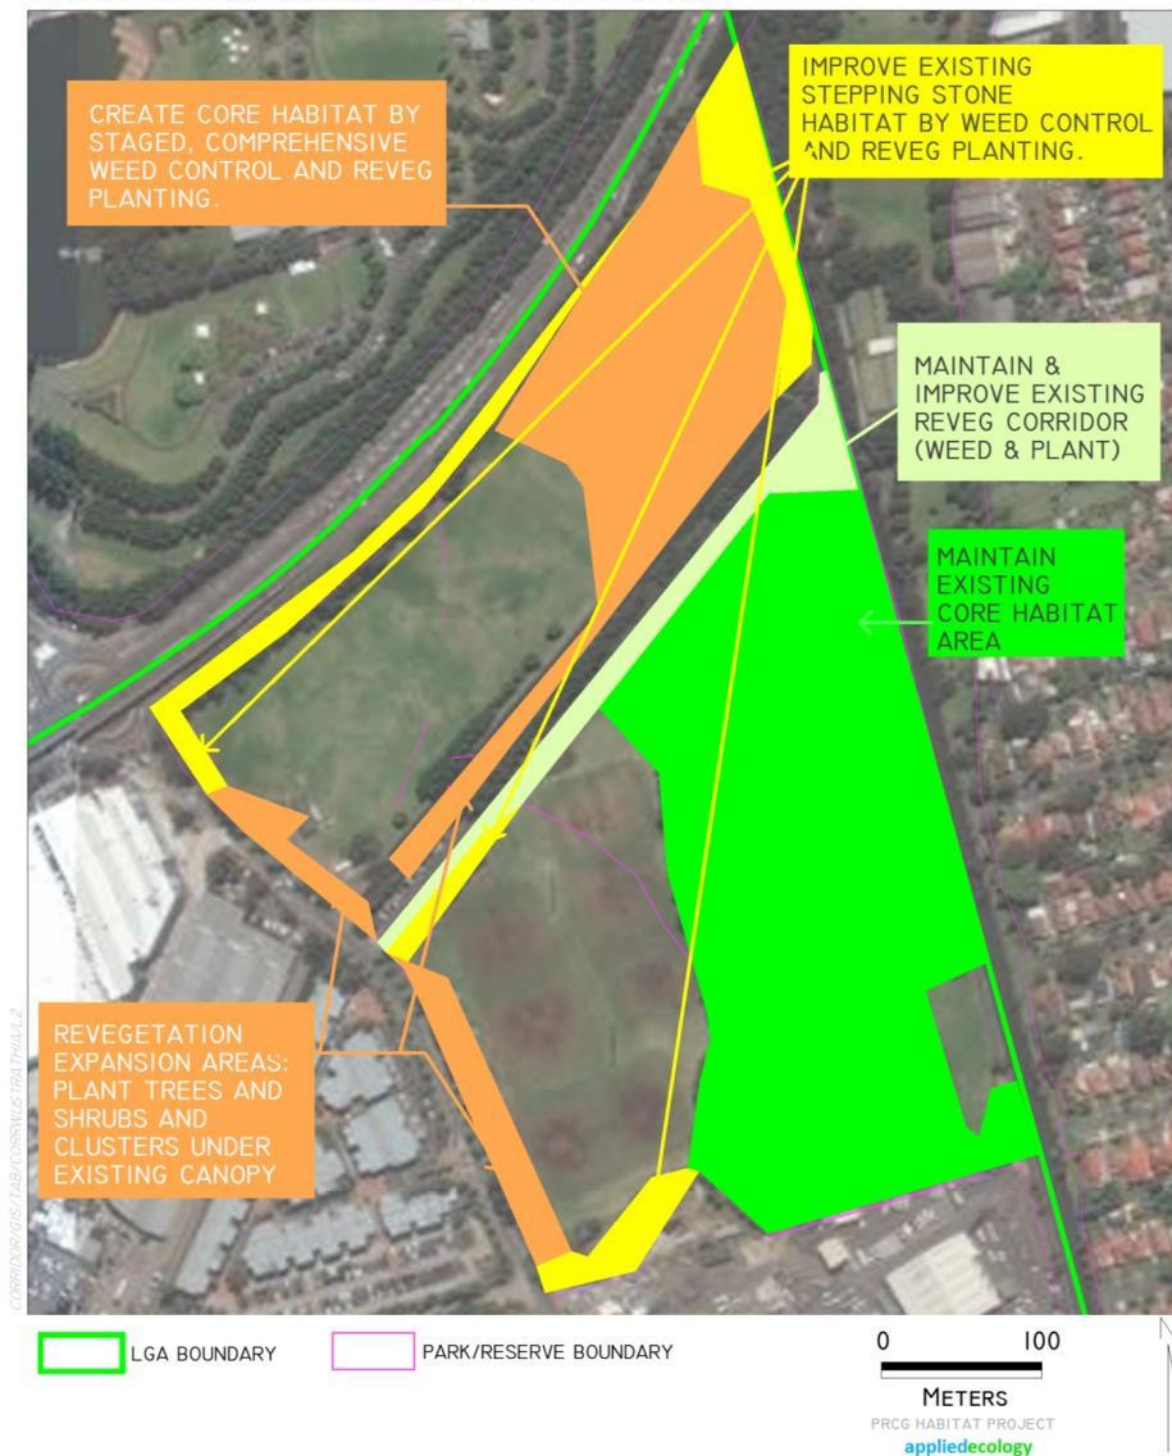 CREATE CORE HABITAT BY
STAGED, COMPREHENSIVE
WEED CONTROL AND REVEG
PLANTING.
IMPROVE EXISTING
STEPPING STONE
HABITAT BY WEED CONTROL
AND REVEG PLANTING.
MAINTAIN &
IMPROVE EXISTING
REVEG CORRIDOR
(WEED & PLANT)
MAINTAIN
EXISTING
CORE HABITAT
AREA
REVEGETATION
EXPANSION AREAS:
PLANT TREES AND
SHRUBS AND
CLUSTERS UNDER
EXISTING CANOPY
LGA BOUNDARY
PARK/RESERVE BOUNDARY
0 100
METERS
PRCG HABITAT PROJECT
appliedecology
N